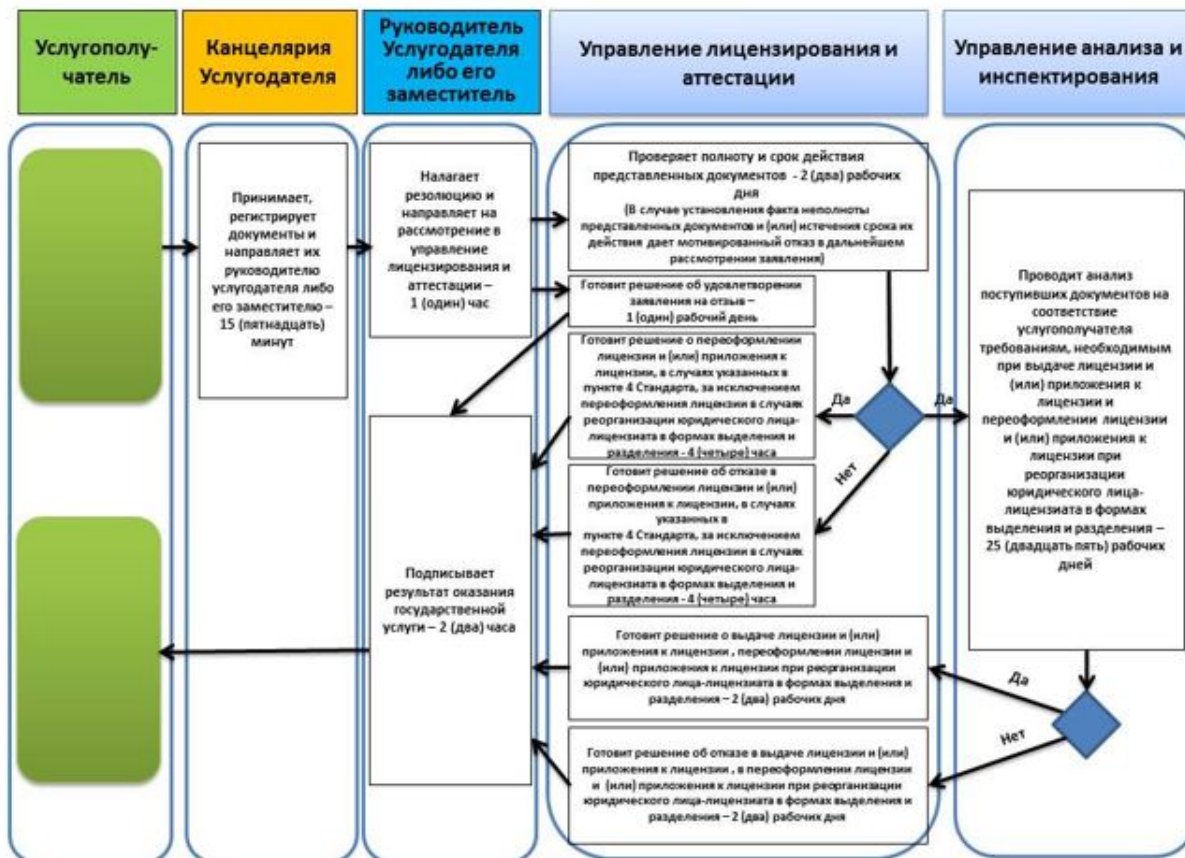 Услугополу-
чатель
Канцелярия
Услугодателя
Руководитель
Услугодателя
либо его
заместитель
Управление лицензирования и
аттестации
Управление анализа и
инспектирования
Принимает,
регистрирует
документы и
направляет их
руководителю
услугодателя либо
его заместителю –
15 (пятнадцать)
минут
Налагает
резолюцию и
направляет на
рассмотрение в
управление
лицензирования и
аттестации –
1 (один) час
Проверяет полноту и срок действия
представленных документов - 2 (два) рабочих
дня
(В случае установления факта неполноты
представленных документов и (или) истечения срока их
действия дает мотивированный отказ в дальнейшем
рассмотрении заявления)
Готовит решение об удовлетворении
заявления на отзыв –
1 (один) рабочий день
Готовит решение о переоформлении
лицензии и (или) приложения к
лицензии, в случаях указанных в
пункте 4 Стандарта, за исключением
переоформления лицензии в случаях
реорганизации юридического лица-
лицензиата в формах выделения и
разделения - 4 (четыре) часа
Да
Да
Нет
Готовит решение об отказе в
переоформлении лицензии и (или)
приложения к лицензии, в случаях
указанных в
пункте 4 Стандарта, за исключением
переоформления лицензии в случаях
реорганизации юридического лица-
лицензиата в формах выделения и
разделения - 4 (четыре) часа
Проводит анализ
поступивших документов на
соответствие
услугополучателя
требованиям, необходимым
при выдаче лицензии и
(или) приложения к
лицензии и
переоформлении лицензии
и (или) приложения к
лицензии при
реорганизации
юридического лица-
лицензиата в формах
выделения и разделения –
25 (двадцать пять) рабочих
дней
Подписывает
результат оказания
государственной
услуги – 2 (два) часа
Готовит решение о выдаче лицензии и (или)
приложения к лицензии , переоформлении лицензии и
(или) приложения к лицензии при реорганизации
юридического лица-лицензиата в формах выделения и
разделения – 2 (два) рабочих дня
Да
Нет
Готовит решение об отказе в выдаче лицензии и (или)
приложения к лицензии , в переоформлении лицензии
и (или) приложения к лицензии при реорганизации
юридического лица-лицензиата в формах выделения и
разделения – 2 (два) рабочих дня